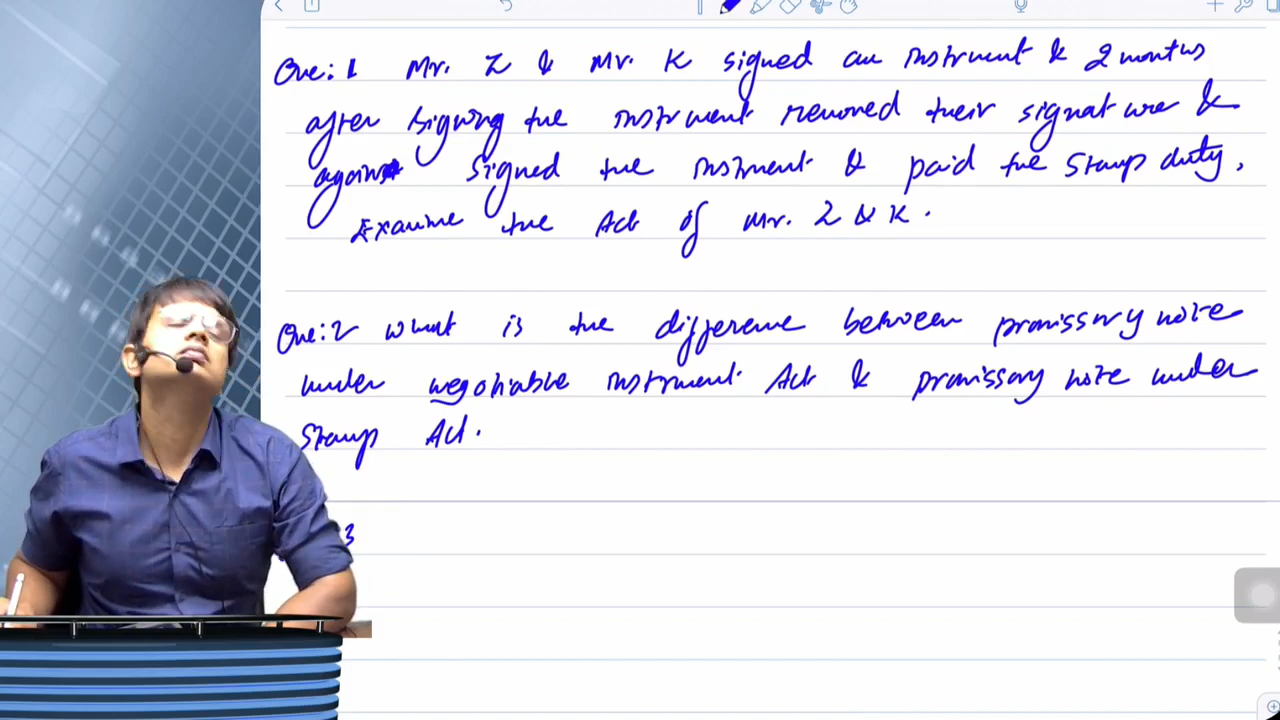 Que: 1 Mr. Z & Mr. K signed an instrument & 2 months
after signing the instrument removed their signature &
again signed the instrument & paid the stamp duty,
Examine the Act of Mr. Z & K.
Que: 2 What is the difference between promissory note
under negotiable instrument Act & promissory note under
Stamp Act.
3